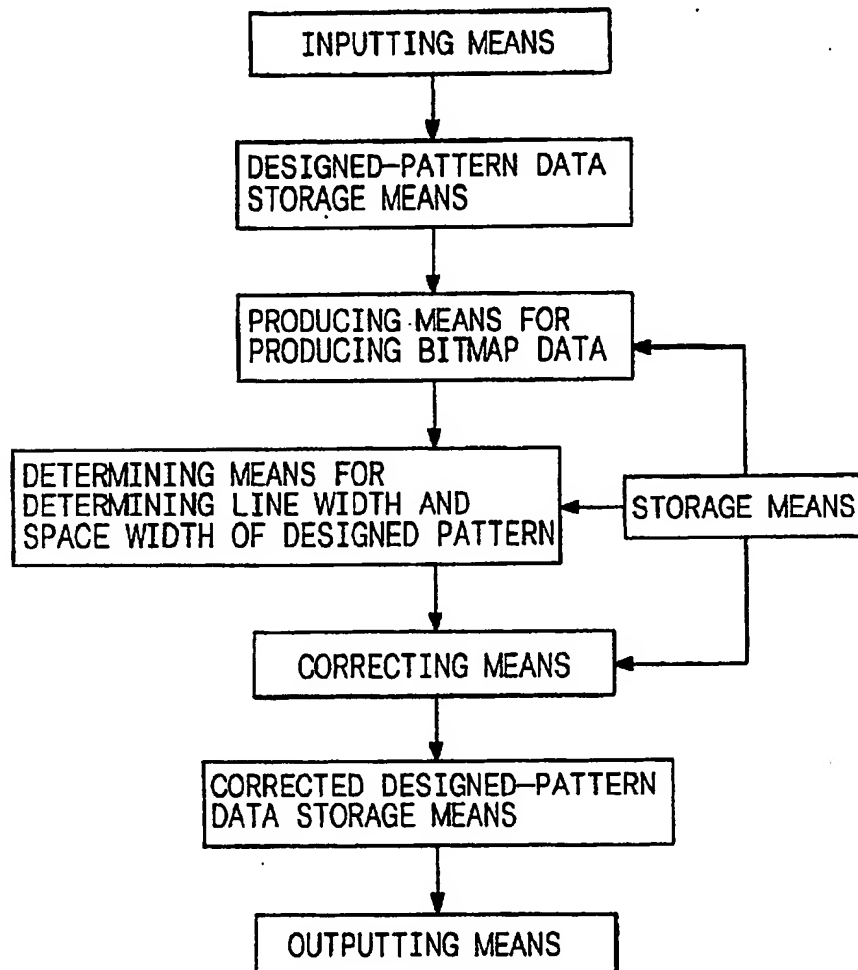 INPUTTING MEANS
DESIGNED-PATTERN DATA
STORAGE MEANS
PRODUCING MEANS FOR
PRODUCING BITMAP DATA
DETERMINING MEANS FOR
DETERMINING LINE WIDTH AND
SPACE WIDTH OF DESIGNED PATTERN
STORAGE MEANS
CORRECTING MEANS
CORRECTED DESIGNED-PATTERN
DATA STORAGE MEANS
OUTPUTTING MEANS